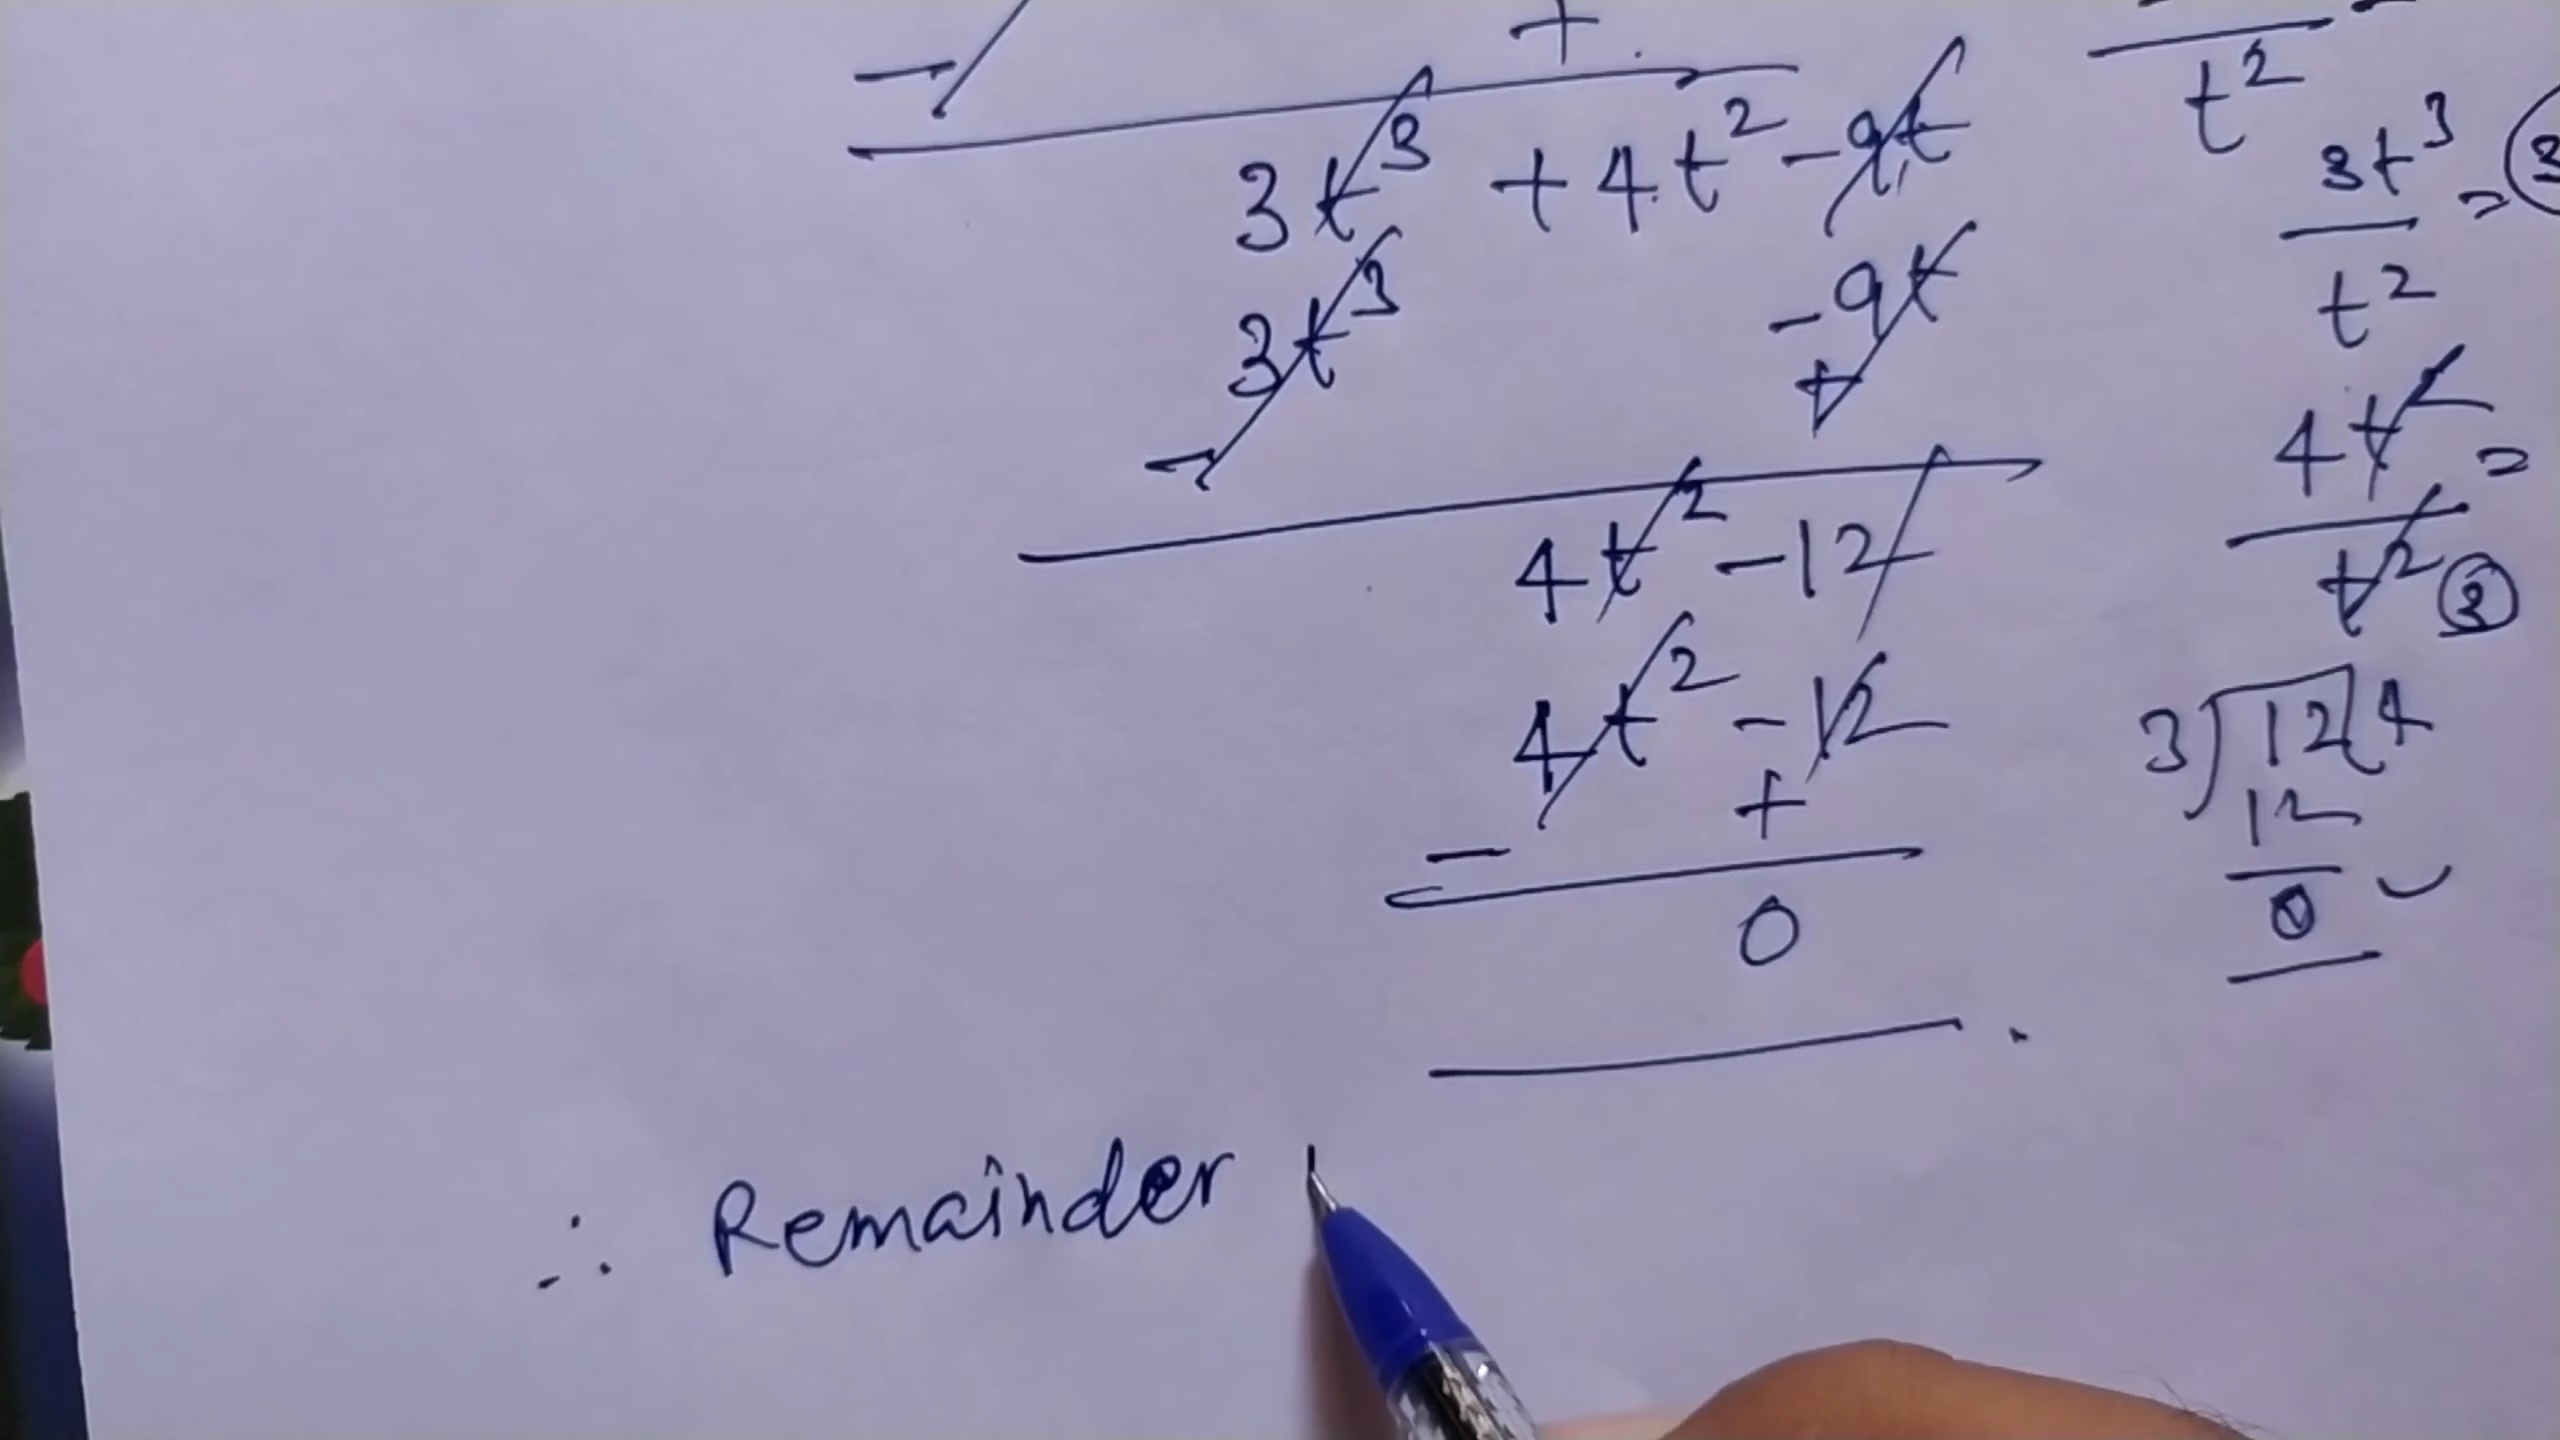 +
−
3t³ + 4t² − 9t
3t³ − 9t
− +
4t² − 12
4t² − 12
− +
0
∴ Remainder
t²
3t³ = 3
t²
4t² =
t² 3
3 ) 12 ( 4
12
0